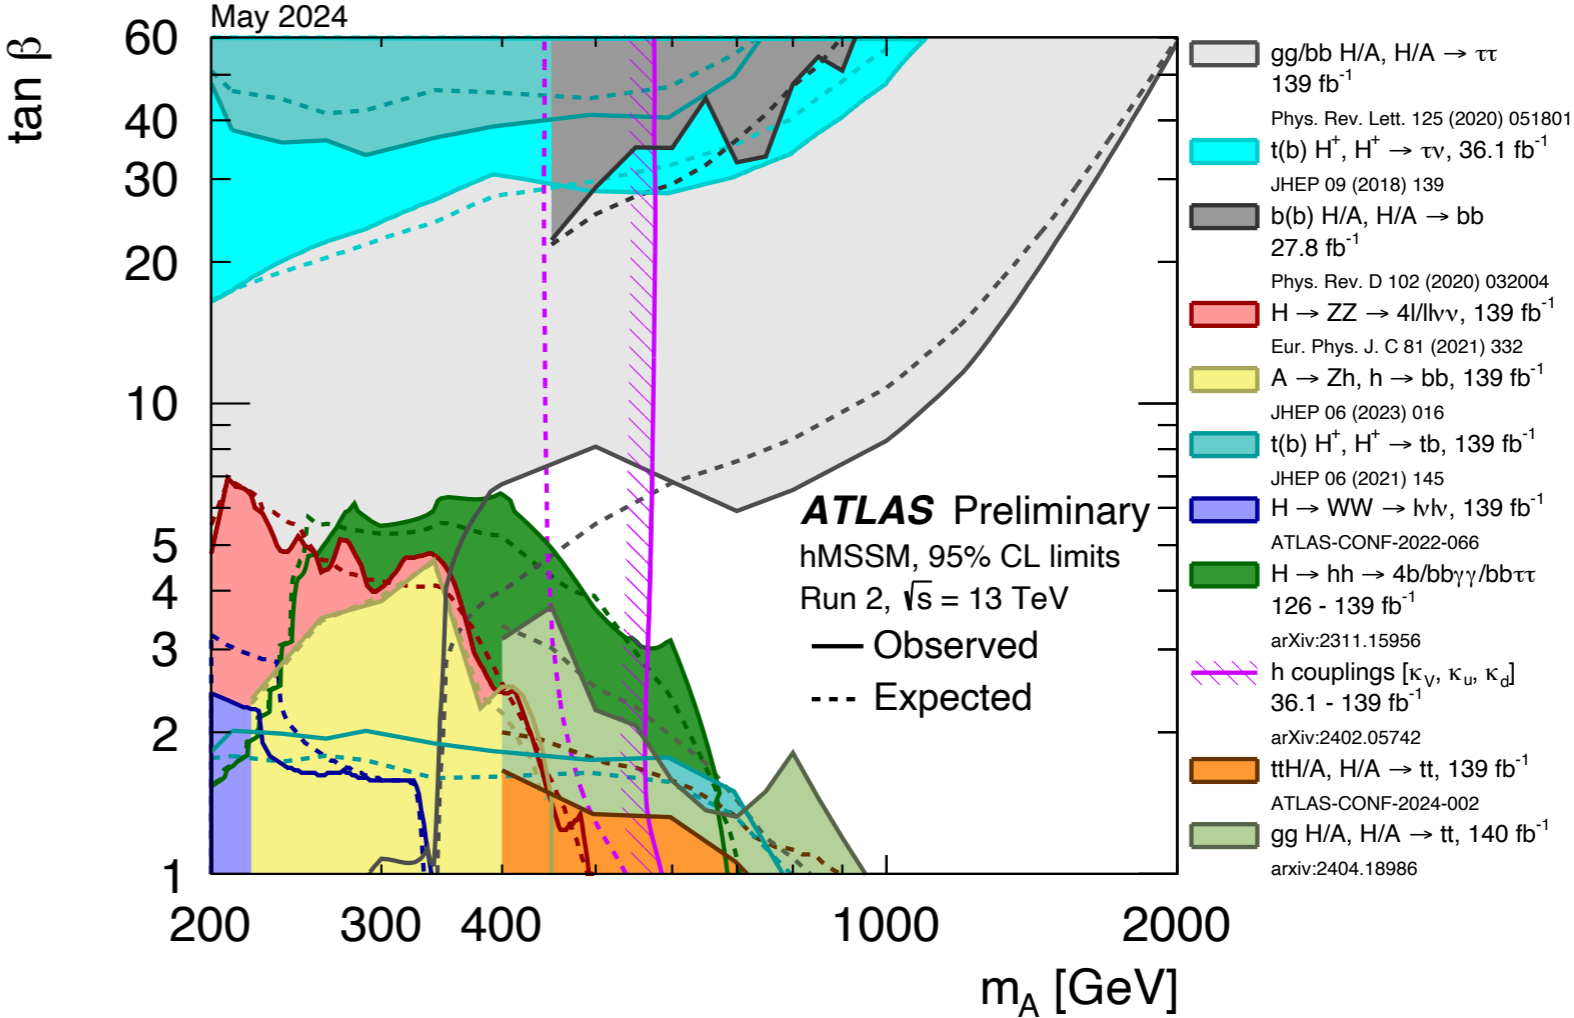 May 2024
tan β
60
40
30
20
10
5
4
3
2
1
200
300
400
1000
2000
m_A [GeV]
ATLAS Preliminary
hMSSM, 95% CL limits
Run 2, √s = 13 TeV
Observed
Expected
gg/bb H/A, H/A → ττ
139 fb⁻¹
Phys. Rev. Lett. 125 (2020) 051801
t(b) H⁺, H⁺ → τν, 36.1 fb⁻¹
JHEP 09 (2018) 139
b(b) H/A, H/A → bb
27.8 fb⁻¹
Phys. Rev. D 102 (2020) 032004
H → ZZ → 4l/llνν, 139 fb⁻¹
Eur. Phys. J. C 81 (2021) 332
A → Zh, h → bb, 139 fb⁻¹
JHEP 06 (2023) 016
t(b) H⁺, H⁺ → tb, 139 fb⁻¹
JHEP 06 (2021) 145
H → WW → lνlν, 139 fb⁻¹
ATLAS-CONF-2022-066
H → hh → 4b/bbγγ/bbττ
126 - 139 fb⁻¹
arXiv:2311.15956
h couplings [κ_V, κ_u, κ_d]
36.1 - 139 fb⁻¹
arXiv:2402.05742
ttH/A, H/A → tt, 139 fb⁻¹
ATLAS-CONF-2024-002
gg H/A, H/A → tt, 140 fb⁻¹
arxiv:2404.18986